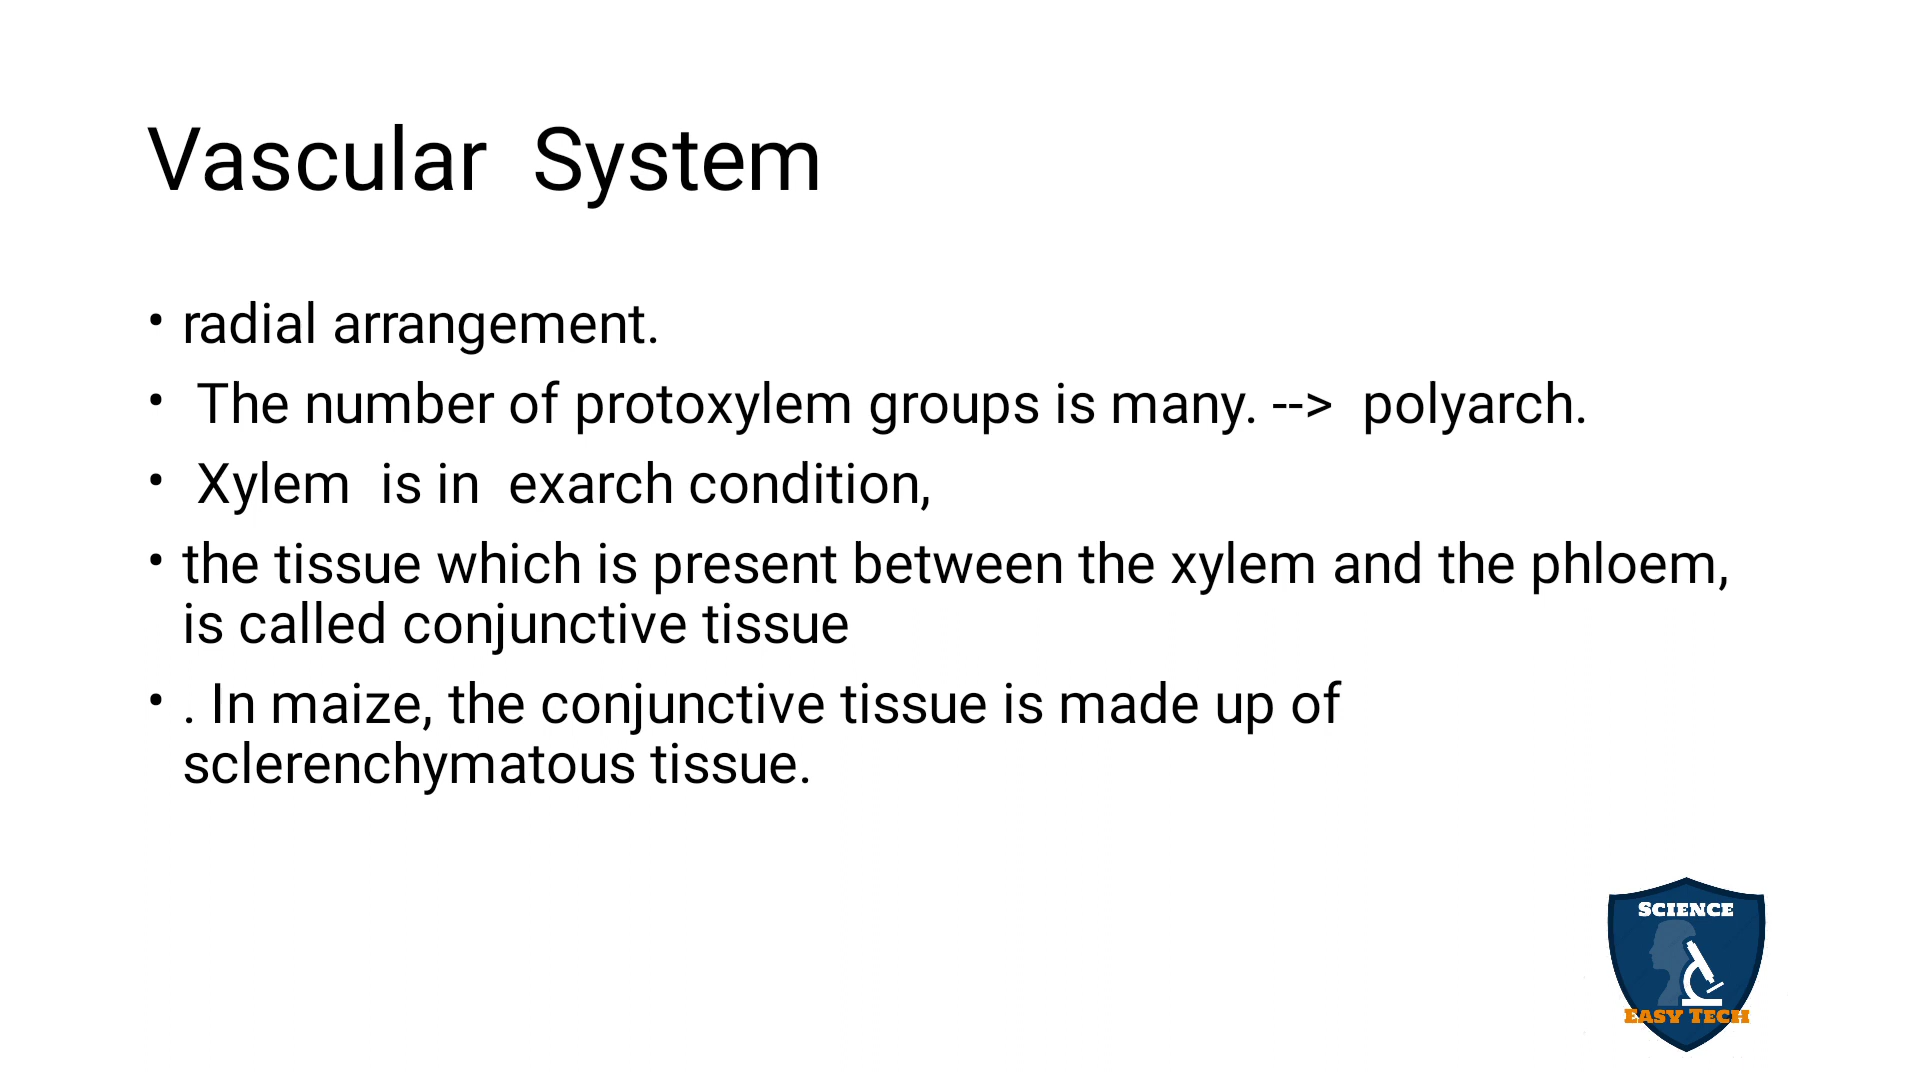 Vascular  System
• radial arrangement.
•  The number of protoxylem groups is many. -->  polyarch.
•  Xylem  is in  exarch condition,
• the tissue which is present between the xylem and the phloem,
is called conjunctive tissue
• . In maize, the conjunctive tissue is made up of
sclerenchymatous tissue.
SCIENCE
EASY TECH